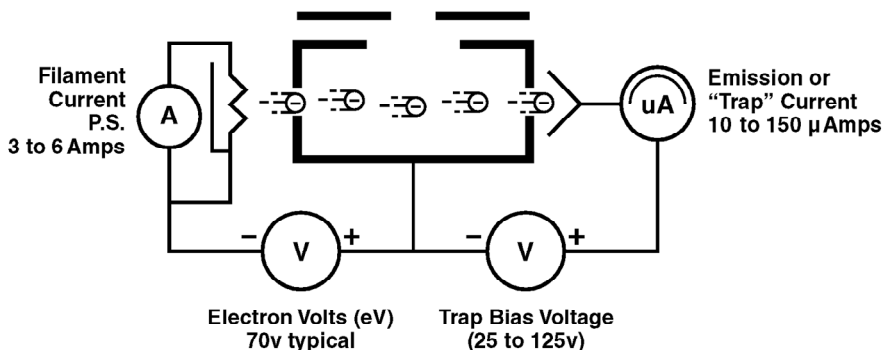 Filament
Current
P.S.
3 to 6 Amps
A
uA
Emission or
“Trap” Current
10 to 150 µAmps
− V +
− V +
Electron Volts (eV)
70v typical
Trap Bias Voltage
(25 to 125v)